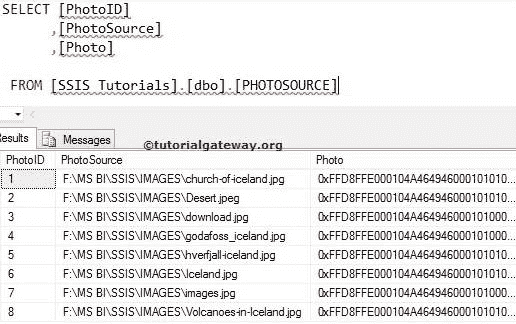 SELECT [PhotoID]
,[PhotoSource]
,[Photo]
FROM [SSIS Tutorials].[dbo].[PHOTOSOURCE]
Results Messages
©tutorialgateway.org
PhotoID PhotoSource Photo
1 F:\MS BI\SSIS\IMAGES\church-of-iceland.jpg 0xFFD8FFE000104A464946000101010...
2 F:\MS BI\SSIS\IMAGES\Desert.jpeg 0xFFD8FFE000104A464946000101010...
3 F:\MS BI\SSIS\IMAGES\download.jpg 0xFFD8FFE000104A464946000101000...
4 F:\MS BI\SSIS\IMAGES\godafoss_iceland.jpg 0xFFD8FFE000104A464946000101000...
5 F:\MS BI\SSIS\IMAGES\hverfjall-iceland.jpg 0xFFD8FFE000104A464946000101010...
6 F:\MS BI\SSIS\IMAGES\Iceland.jpg 0xFFD8FFE000104A464946000101010...
7 F:\MS BI\SSIS\IMAGES\images.jpg 0xFFD8FFE000104A464946000101000...
8 F:\MS BI\SSIS\IMAGES\Volcanoes-in-Iceland.jpg 0xFFD8FFE000104A464946000101010...